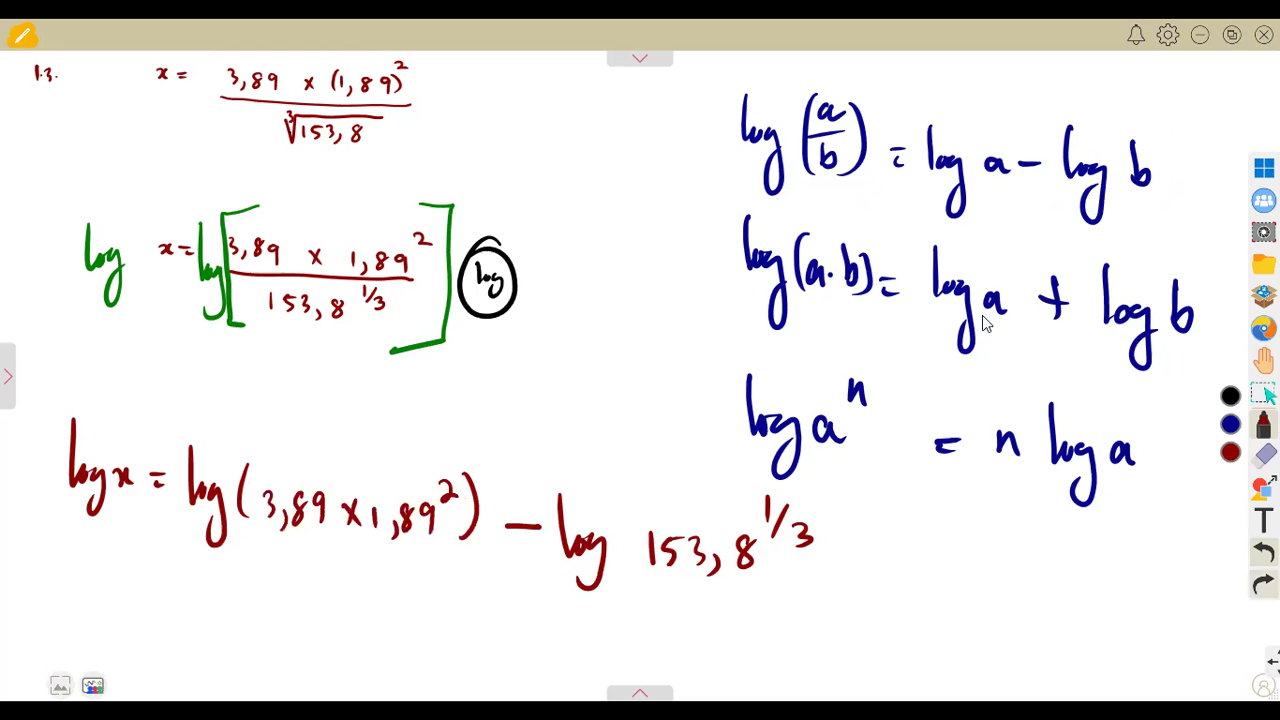 1.3. x = 3,89 × (1,89)² / ∛153,8
log x = log [3,89 × 1,89² / 153,8^1/3] log
log x = log (3,89 × 1,89²) − log 153,8^1/3
log (a/b) = log a − log b
log (a·b) = log a + log b
log aⁿ = n log a
T